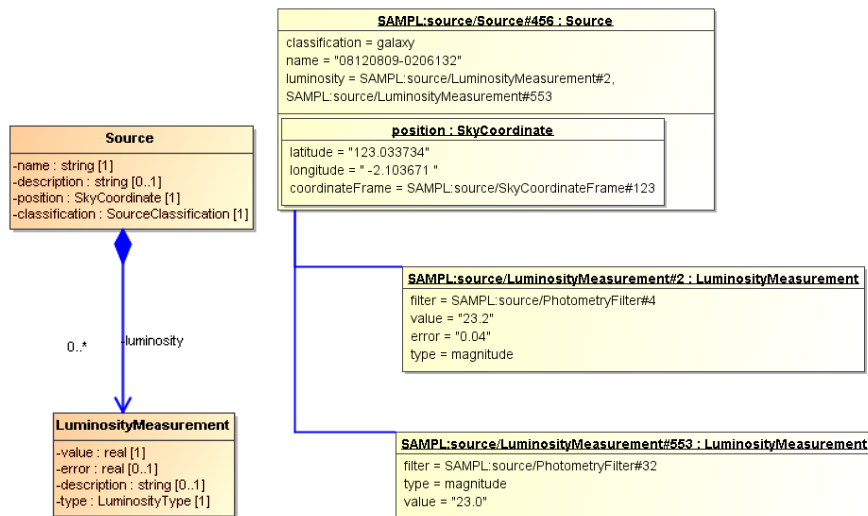 SAMPL:source/Source#456 : Source
classification = galaxy
name = "08120809-0206132"
luminosity = SAMPL:source/LuminosityMeasurement#2,
SAMPL:source/LuminosityMeasurement#553
position : SkyCoordinate
latitude = "123.033734"
longitude = " -2.103671 "
coordinateFrame = SAMPL:source/SkyCoordinateFrame#123
Source
-name : string [1]
-description : string [0..1]
-position : SkyCoordinate [1]
-classification : SourceClassification [1]
0..*
-luminosity
LuminosityMeasurement
-value : real [1]
-error : real [0..1]
-description : string [0..1]
-type : LuminosityType [1]
SAMPL:source/LuminosityMeasurement#2 : LuminosityMeasurement
filter = SAMPL:source/PhotometryFilter#4
value = "23.2"
error = "0.04"
type = magnitude
SAMPL:source/LuminosityMeasurement#553 : LuminosityMeasurement
filter = SAMPL:source/PhotometryFilter#32
type = magnitude
value = "23.0"